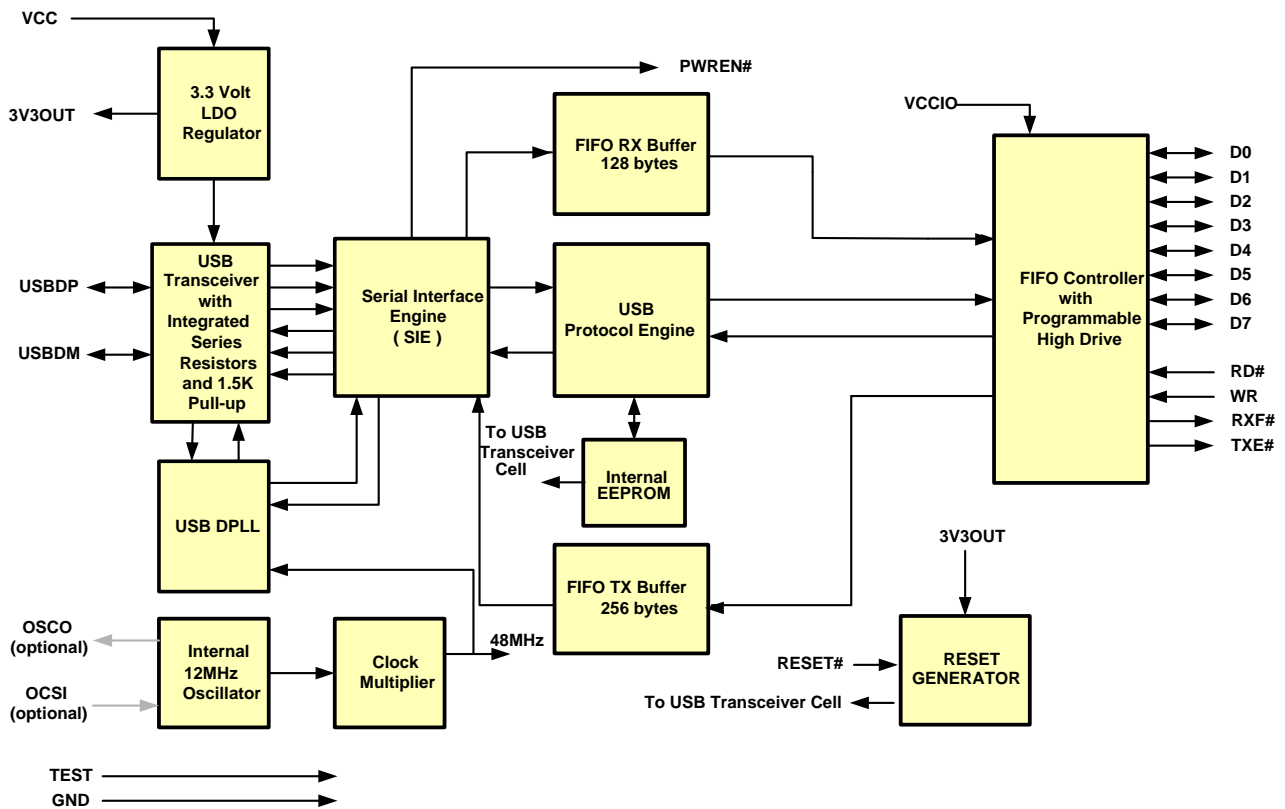 VCC
3.3 Volt
LDO
Regulator
3V3OUT
PWREN#
FIFO RX Buffer
128 bytes
VCCIO
USBDP
USBDM
USB
Transceiver
with
Integrated
Series
Resistors
and 1.5K
Pull-up
Serial Interface
Engine
( SIE )
USB
Protocol Engine
FIFO Controller
with
Programmable
High Drive
D0
D1
D2
D3
D4
D5
D6
D7
RD#
WR
RXF#
TXE#
USB DPLL
To USB
Transceiver
Cell
Internal
EEPROM
FIFO TX Buffer
256 bytes
3V3OUT
OSCO
(optional)
OCSI
(optional)
Internal
12MHz
Oscillator
Clock
Multiplier
48MHz
RESET#
RESET
GENERATOR
To USB Transceiver Cell
TEST
GND